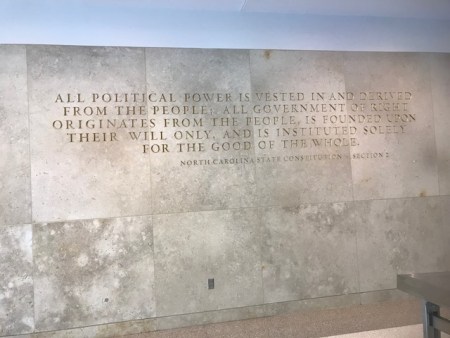 ALL POLITICAL POWER IS VESTED IN AND DERIVED
FROM THE PEOPLE; ALL GOVERNMENT OF RIGHT
ORIGINATES FROM THE PEOPLE, IS FOUNDED UPON
THEIR WILL ONLY, AND IS INSTITUTED SOLELY
FOR THE GOOD OF THE WHOLE.
NORTH CAROLINA STATE CONSTITUTION - SECTION 2